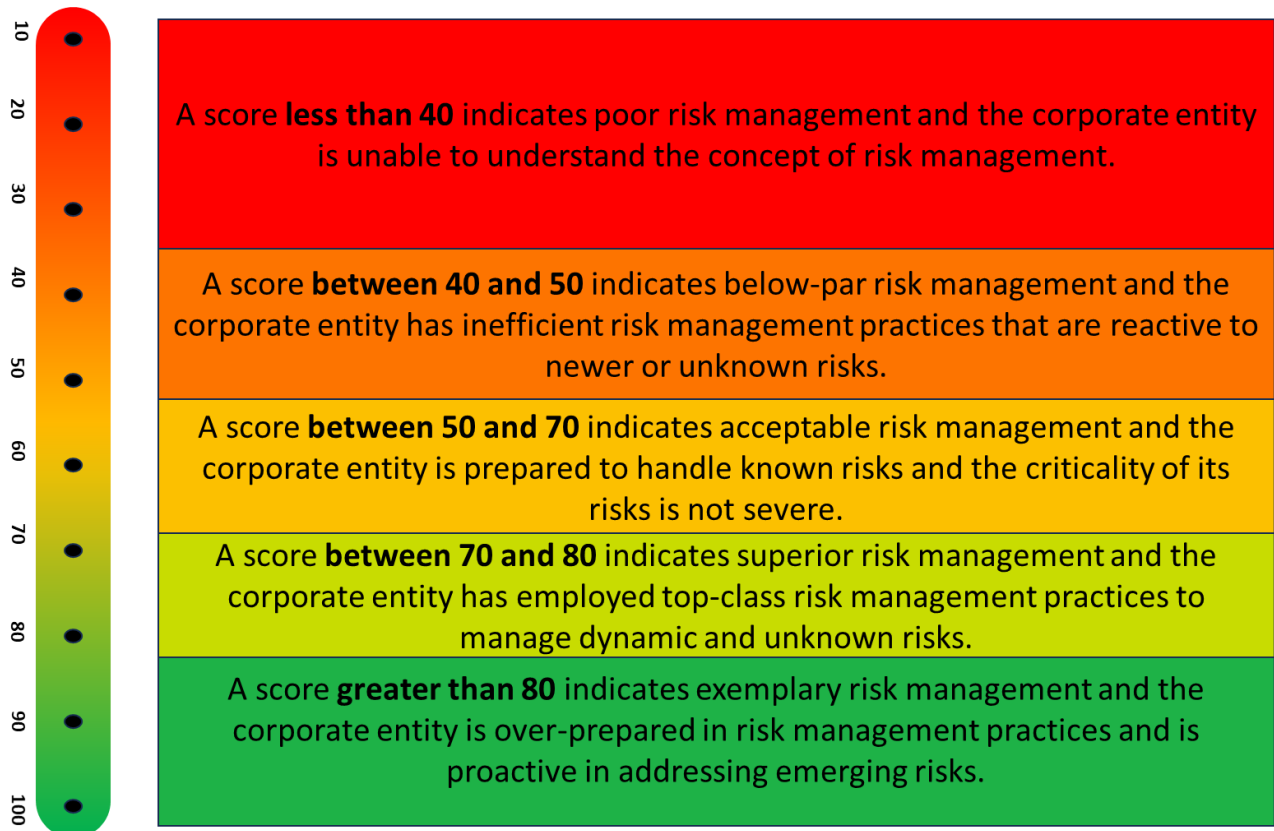 10
20
30
40
50
60
70
80
90
100
A score less than 40 indicates poor risk management and the corporate entity
is unable to understand the concept of risk management.
A score between 40 and 50 indicates below-par risk management and the
corporate entity has inefficient risk management practices that are reactive to
newer or unknown risks.
A score between 50 and 70 indicates acceptable risk management and the
corporate entity is prepared to handle known risks and the criticality of its
risks is not severe.
A score between 70 and 80 indicates superior risk management and the
corporate entity has employed top-class risk management practices to
manage dynamic and unknown risks.
A score greater than 80 indicates exemplary risk management and the
corporate entity is over-prepared in risk management practices and is
proactive in addressing emerging risks.